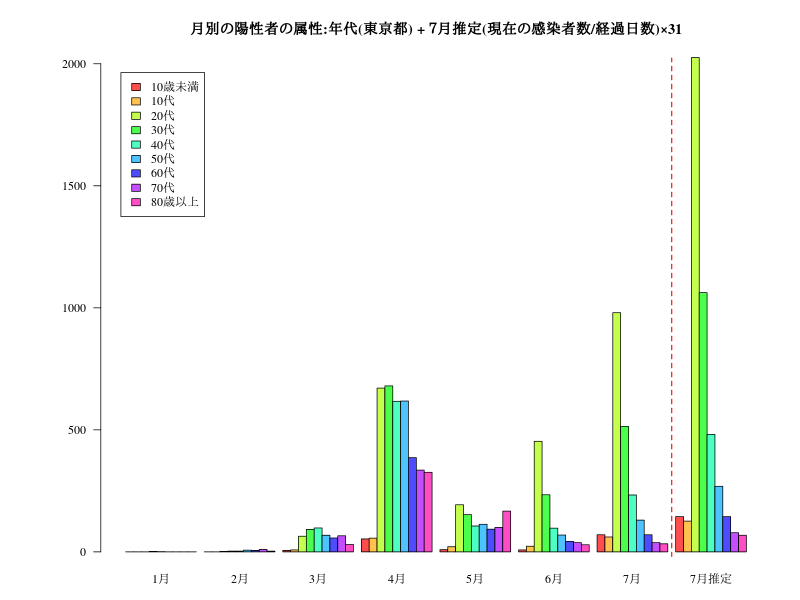 月別の陽性者の属性:年代(東京都) + 7月推定(現在の感染者数/経過日数)×31
2000
1500
1000
500
0
10歳未満
10代
20代
30代
40代
50代
60代
70代
80歳以上
1月 2月 3月 4月 5月 6月 7月 7月推定